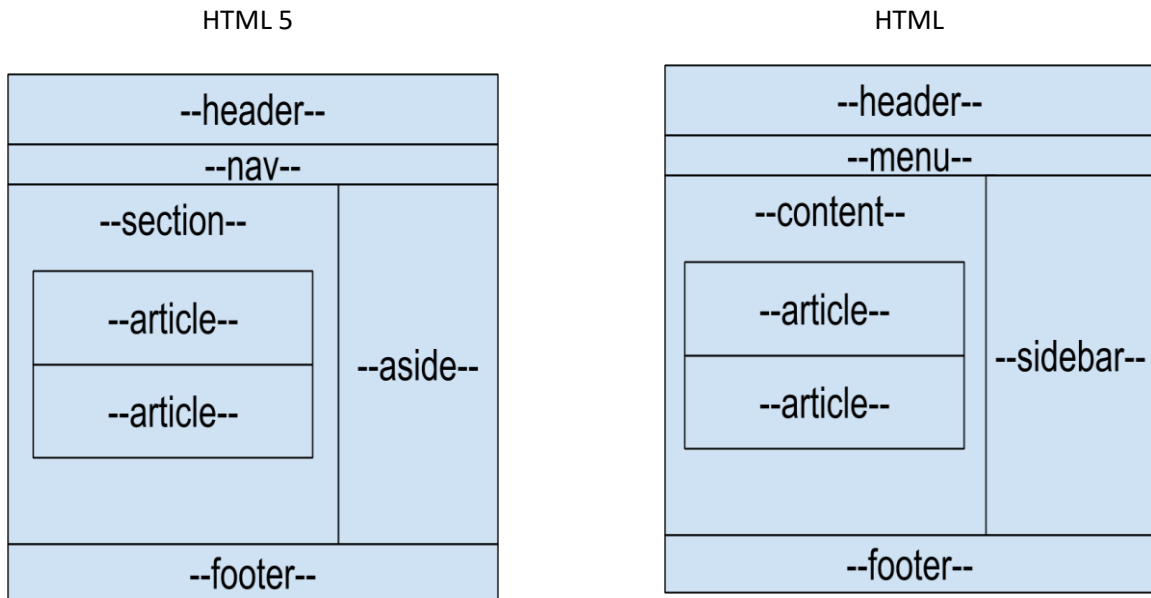 HTML 5
--header--
--nav--
--section--
--article--
--article--
--aside--
--footer--
HTML
--header--
--menu--
--content--
--article--
--article--
--sidebar--
--footer--